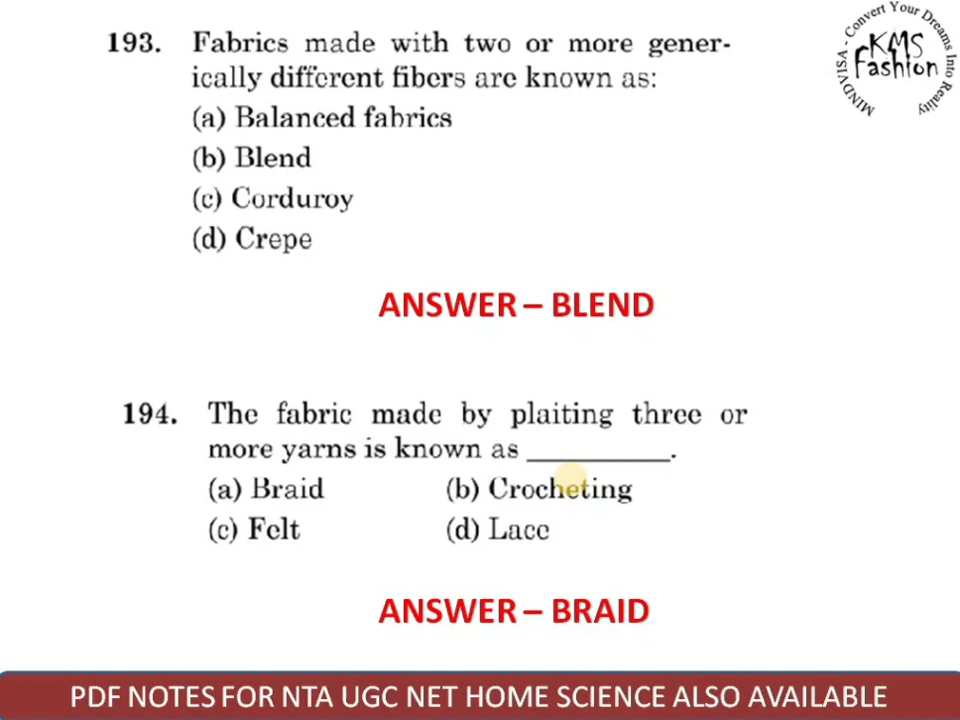 193. Fabrics made with two or more gener-
ically different fibers are known as:
(a) Balanced fabrics
(b) Blend
(c) Corduroy
(d) Crepe
ANSWER – BLEND
194. The fabric made by plaiting three or
more yarns is known as __________.
(a) Braid (b) Crocheting
(c) Felt (d) Lace
ANSWER – BRAID
PDF NOTES FOR NTA UGC NET HOME SCIENCE ALSO AVAILABLE
MINDVISA - Convert Your Dreams Into Reality
KMS
Fashion